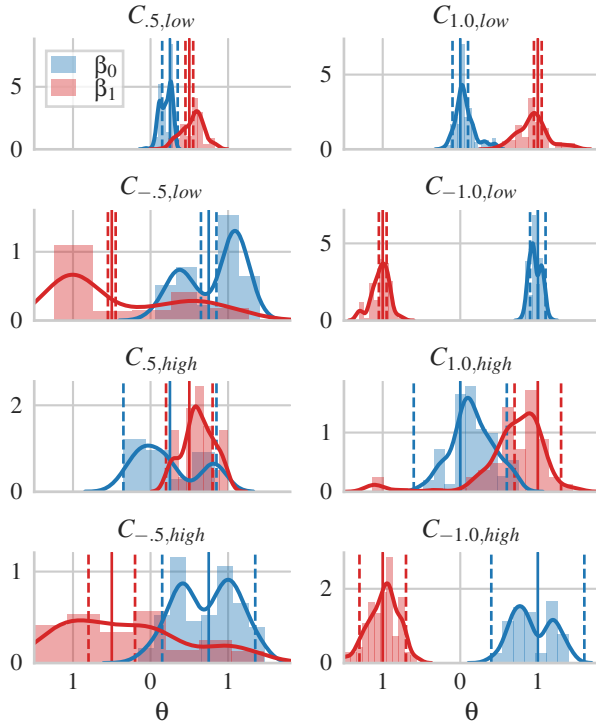 C.5,low C1.0,low
β0
β1
5 5
0 0
C−.5,low C−1.0,low
1 5
0 0
C.5,high C1.0,high
2
1
0 0
C−.5,high C−1.0,high
1 2
0 0
1 0 1 1 0 1
θ θ